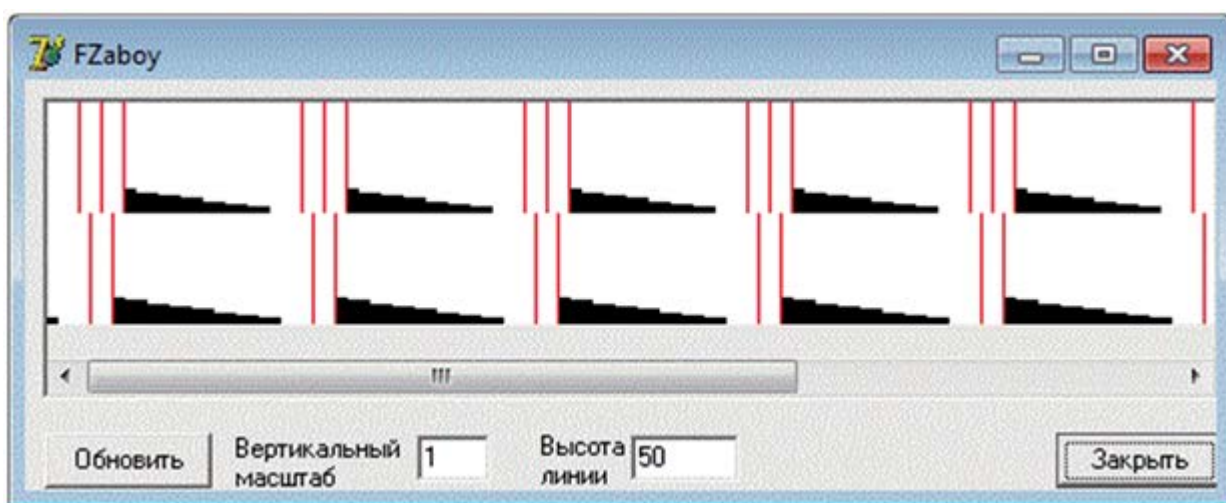 FZaboy
Обновить
Вертикальный
масштаб
1
Высота
линии
50
Закрыть